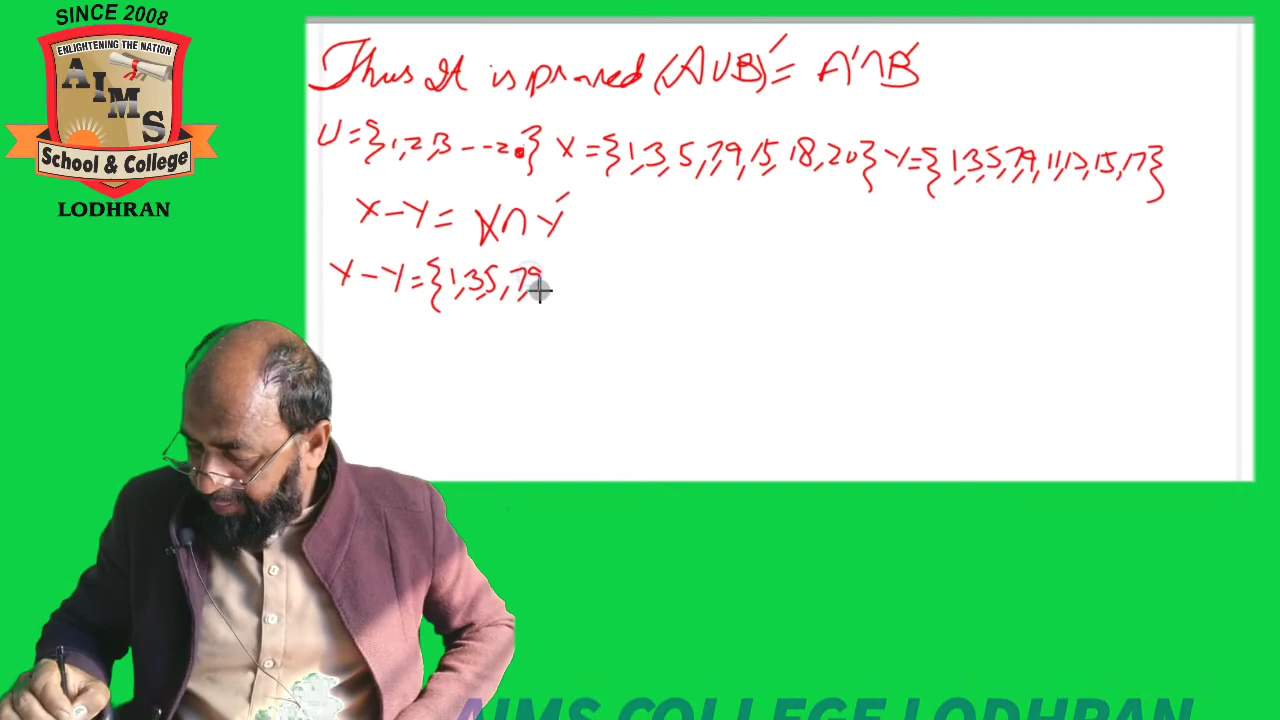 SINCE 2008
ENLIGHTENING THE NATION
AIMS
School & College
LODHRAN
Thus It is proved (A∪B)′ = A′∩B′
U = {1,2,3---20} X = {1,3,5,7,9,15,18,20} Y = {1,3,5,7,9,11,13,15,17}
X-Y = X∩Y′
X-Y = {1,3,5,7,9
AIMS COLLEGE LODHRAN